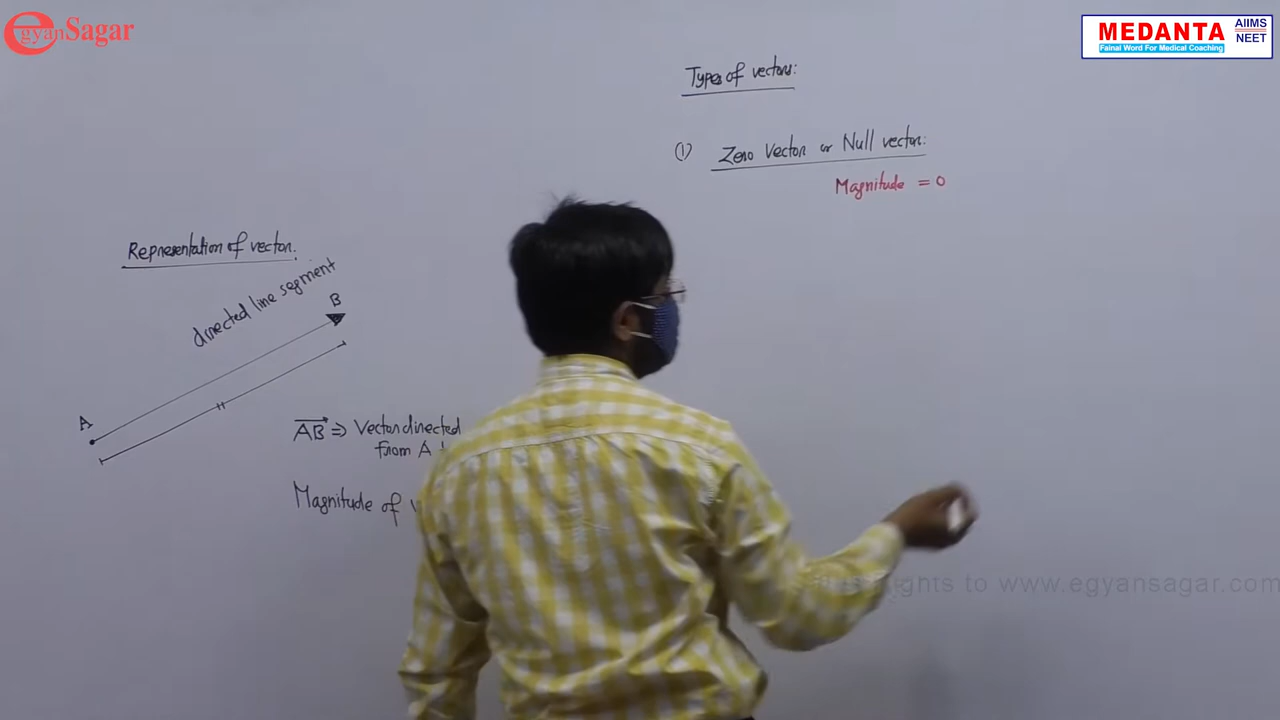 egyanSagar
MEDANTA
AIIMS
NEET
Fainal Word For Medical Coaching
Types of vectors:
① Zero Vector or Null vector:
Magnitude = 0
Representation of vector.
directed line segment
B
A
AB ⇒ Vector directed
from A
Magnitude of
rights to www.egyansagar.com